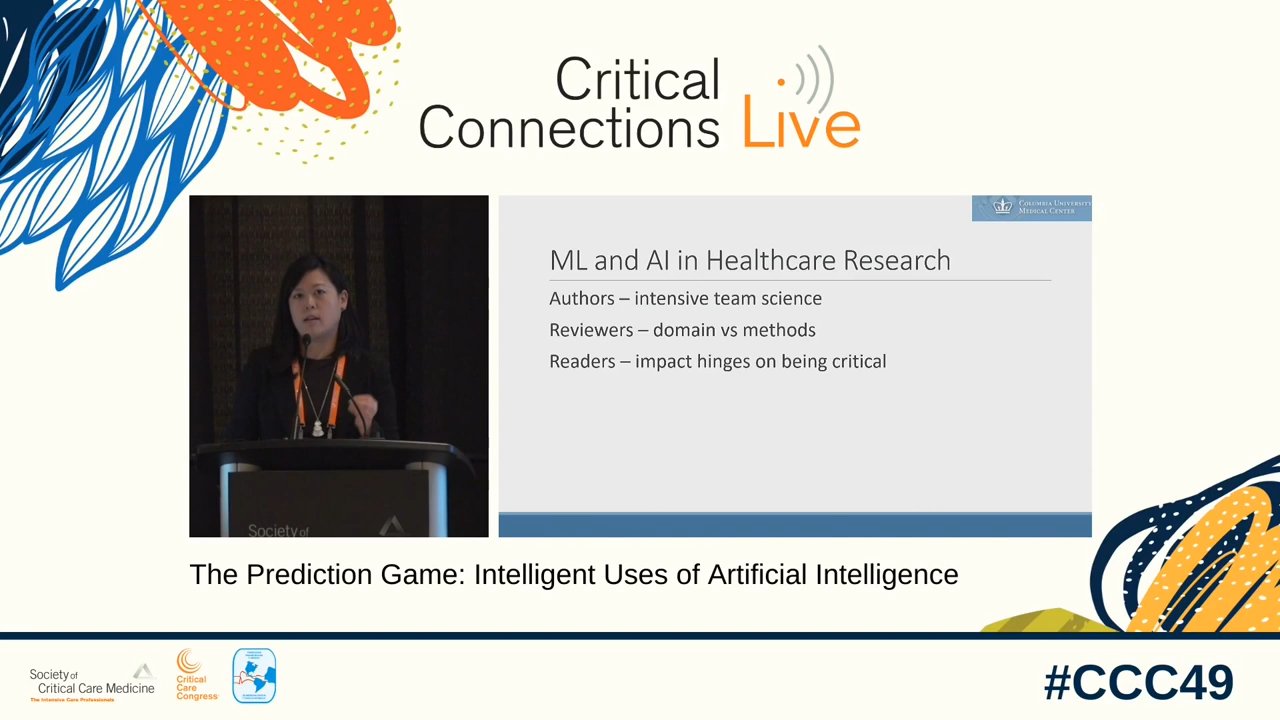 Critical
Connections Live
COLUMBIA UNIVERSITY
MEDICAL CENTER
ML and AI in Healthcare Research
Authors – intensive team science
Reviewers – domain vs methods
Readers – impact hinges on being critical
Society of
The Prediction Game: Intelligent Uses of Artificial Intelligence
Society of
Critical Care Medicine
The Intensive Care Professionals
Critical
Care
Congress
#CCC49